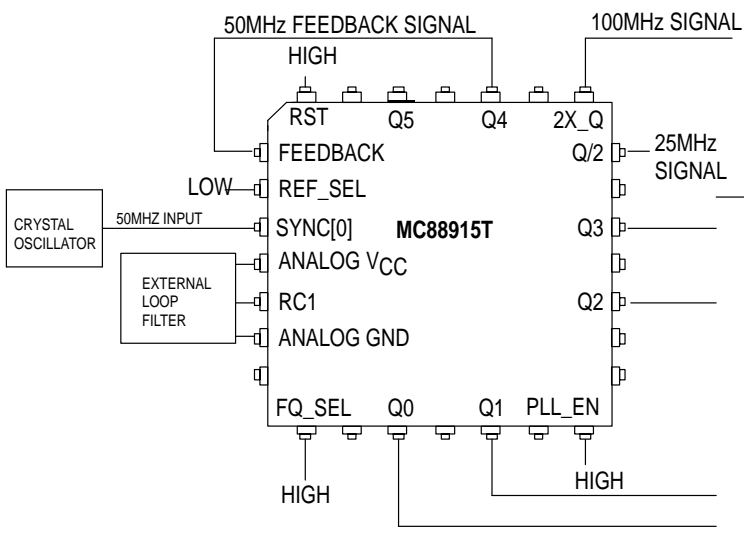 50MHz FEEDBACK SIGNAL
100MHz SIGNAL
HIGH
RST
Q5
Q4
2X_Q
FEEDBACK
Q/2
25MHz
SIGNAL
LOW
REF_SEL
CRYSTAL
OSCILLATOR
50MHZ INPUT
SYNC[0]
MC88915T
Q3
ANALOG VCC
EXTERNAL
LOOP
FILTER
RC1
Q2
ANALOG GND
FQ_SEL
Q0
Q1
PLL_EN
HIGH
HIGH